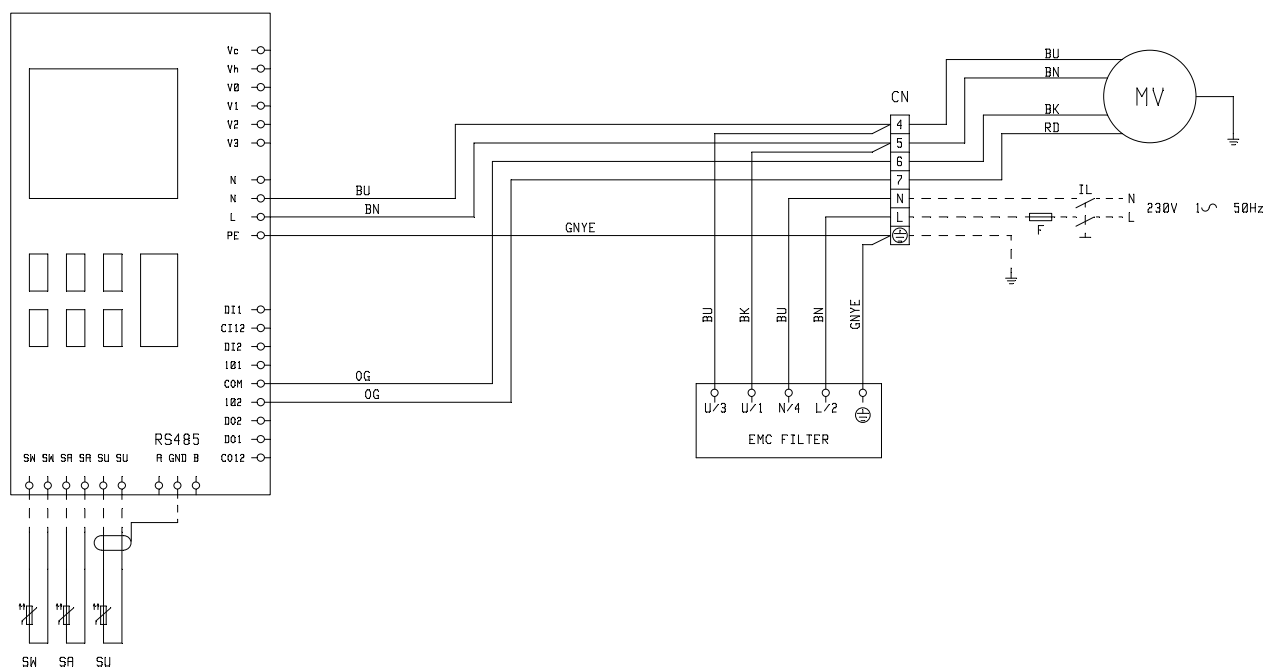 Vc
Vh
V0
V1
V2
V3
N
N
L
PE
DI1
CI12
DI2
I01
COM
I02
DO2
DO1
CO12
RS485
SW SW SA SA SU SU A GND B
SW SA SU
BU
BN
GNYE
OG
OG
CN
4
5
6
7
N
L
BU
BN
BK
RD
MV
IL
N
L
F
230V 1 50Hz
BU
BK
BU
BN
GNYE
U/3 U/1 N/4 L/2
EMC FILTER